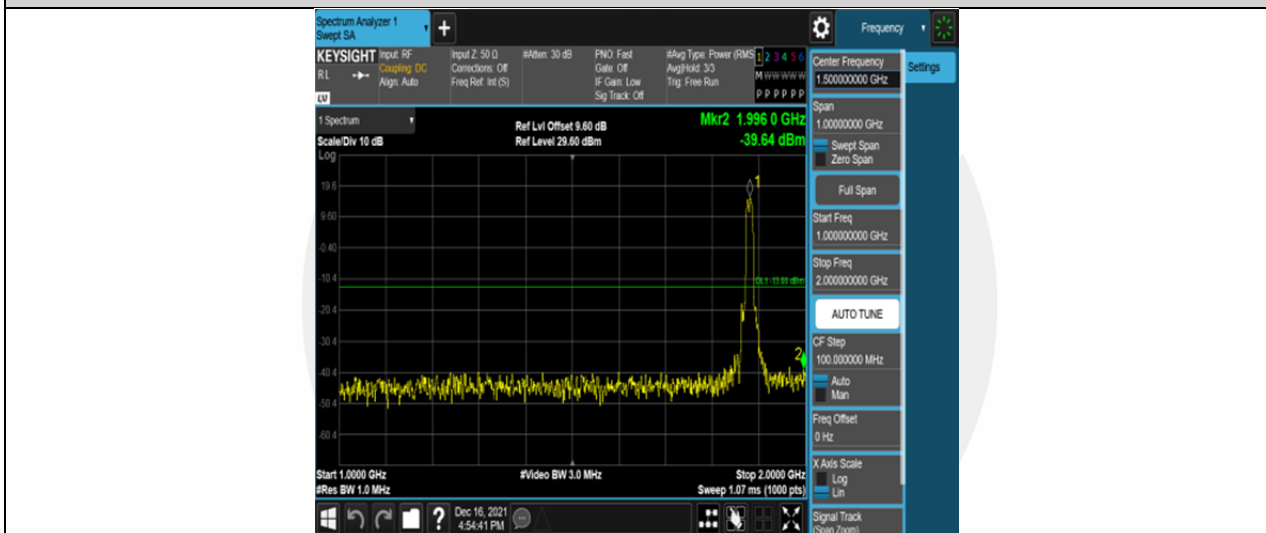 Spectrum Analyzer 1
Swept SA
+
Frequency
KEYSIGHT
RL
LXI
Input: RF
Coupling: DC
Align: Auto
Input Z: 50 Ω
Corrections: Off
Freq Ref: Int (S)
#Atten: 30 dB
PNO: Fast
Gate: Off
IF Gain: Low
Sig Track: Off
#Avg Type: Power (RMS
Avg|Hold: 3/3
Trig: Free Run
1 2 3 4 5 6
M W W W W W
P P P P P P
1 Spectrum
Scale/Div 10 dB
Log
Ref Lvl Offset 9.60 dB
Ref Level 29.60 dBm
Mkr2 1.996 0 GHz
-39.64 dBm
19.6
9.60
-0.40
-10.4
-20.4
-30.4
-40.4
-50.4
-60.4
1
DL1 -13.00 dBm
2
Start 1.0000 GHz
#Res BW 1.0 MHz
#Video BW 3.0 MHz
Stop 2.0000 GHz
Sweep 1.07 ms (1000 pts)
?
Dec 16, 2021
4:54:41 PM
Center Frequency
1.500000000 GHz
Settings
Span
1.00000000 GHz
Swept Span
Zero Span
Full Span
Start Freq
1.000000000 GHz
Stop Freq
2.000000000 GHz
AUTO TUNE
CF Step
100.000000 MHz
Auto
Man
Freq Offset
0 Hz
X Axis Scale
Log
Lin
Signal Track
(Span Zoom)